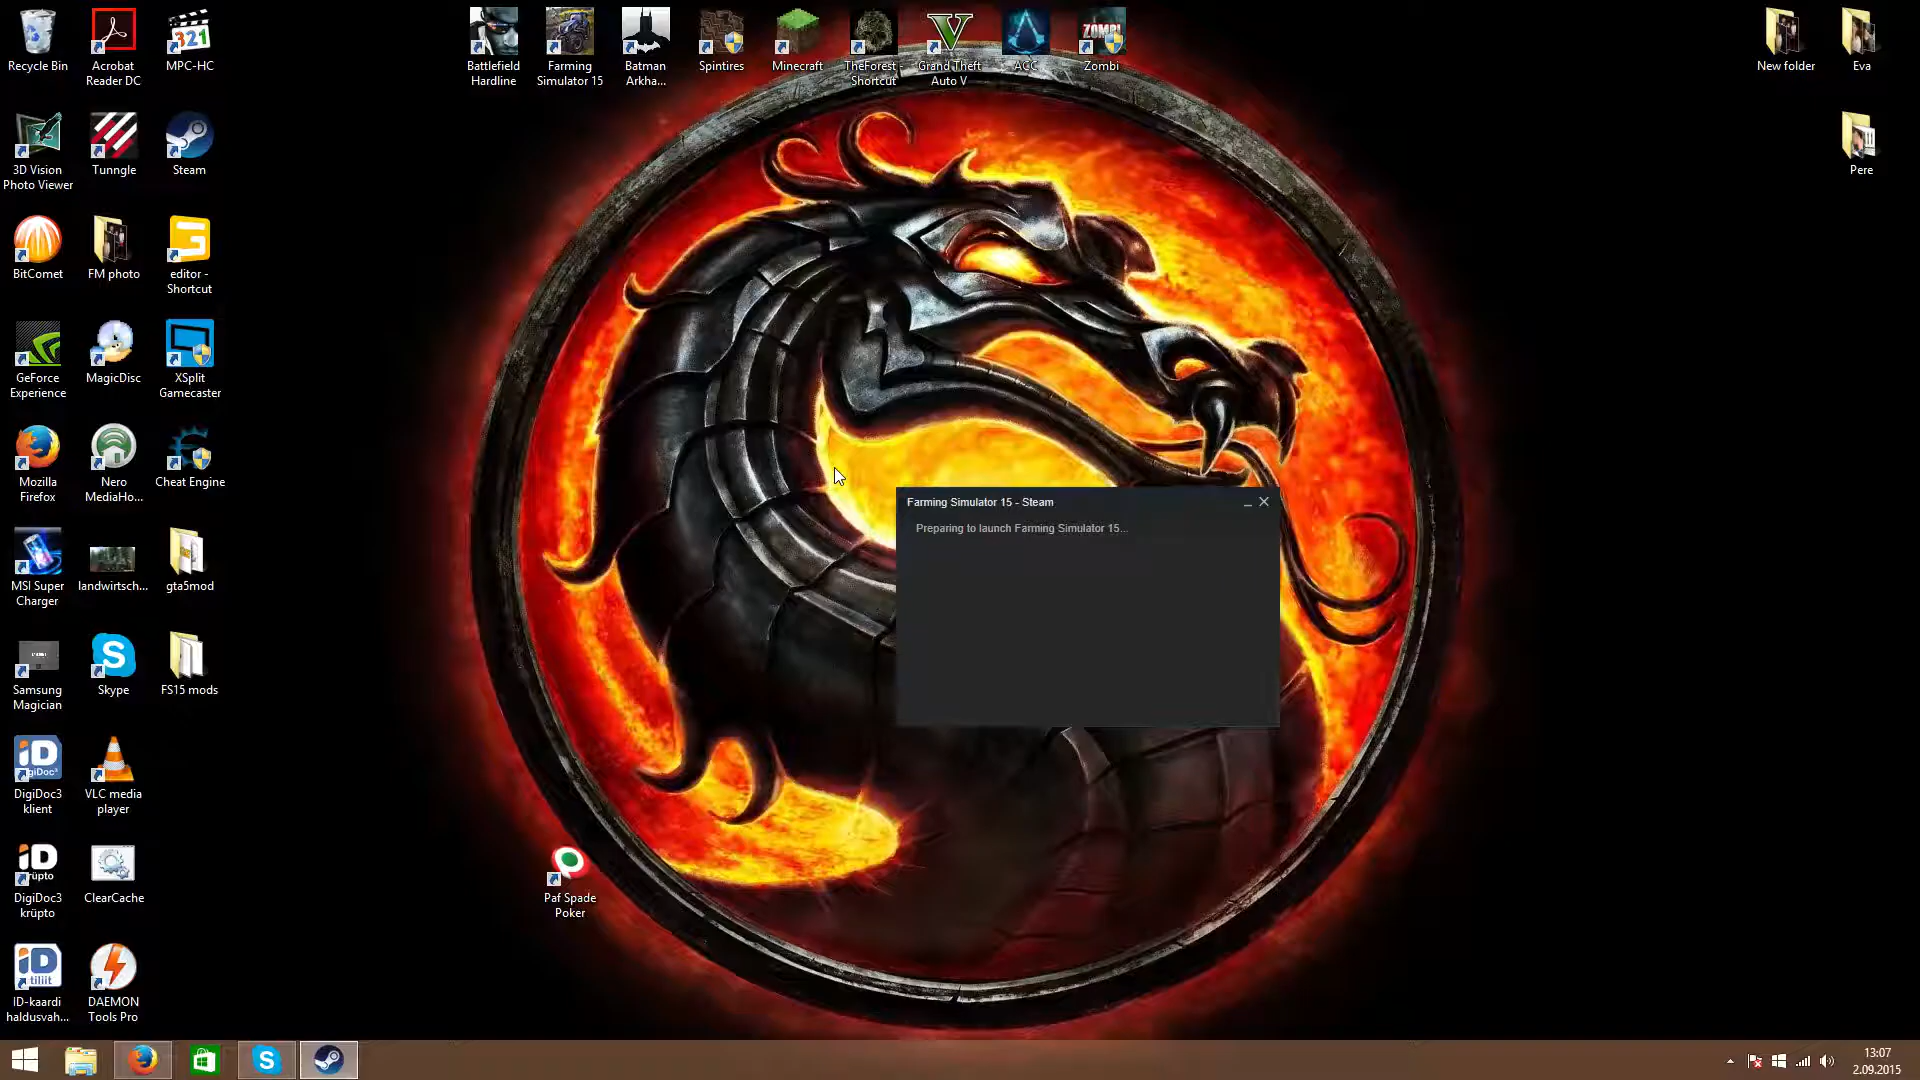 Recycle Bin
Acrobat
Reader DC
MPC-HC
Battlefield
Hardline
Farming
Simulator 15
Batman
Arkha...
Spintires
Minecraft
TheForest -
Shortcut
Grand Theft
Auto V
ACC
ZOMBI
Zombi
New folder
Eva
3D Vision
Photo Viewer
Tunngle
Steam
Pere
BitComet
FM photo
editor -
Shortcut
GeForce
Experience
MagicDisc
XSplit
Gamecaster
Mozilla
Firefox
Nero
MediaHo...
Cheat Engine
Farming Simulator 15 - Steam
Preparing to launch Farming Simulator 15...
MSI Super
Charger
landwirtsch...
gta5mod
Samsung
Magician
Skype
FS15 mods
DigiDoc3
klient
VLC media
player
DigiDoc3
krüpto
ClearCache
Paf Spade
Poker
ID-kaardi
haldusvah...
DAEMON
Tools Pro
13:07
2.09.2015